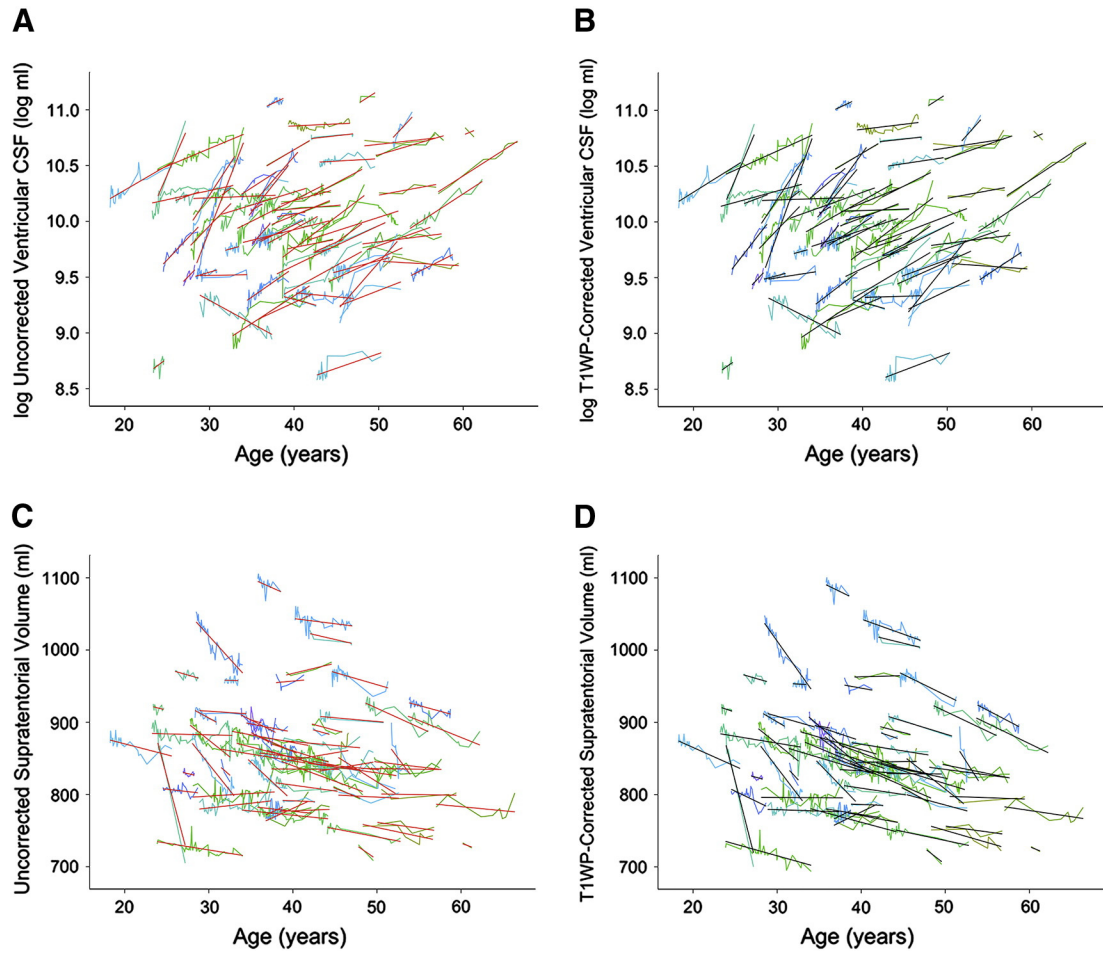 A
B
log Uncorrected Ventricular CSF (log ml)
11.0
10.5
10.0
9.5
9.0
8.5
20 30 40 50 60
Age (years)
log T1WP-Corrected Ventricular CSF (log ml)
11.0
10.5
10.0
9.5
9.0
8.5
20 30 40 50 60
Age (years)
C
D
Uncorrected Supratentorial Volume (ml)
1100
1000
900
800
700
20 30 40 50 60
Age (years)
T1WP-Corrected Supratentorial Volume (ml)
1100
1000
900
800
700
20 30 40 50 60
Age (years)